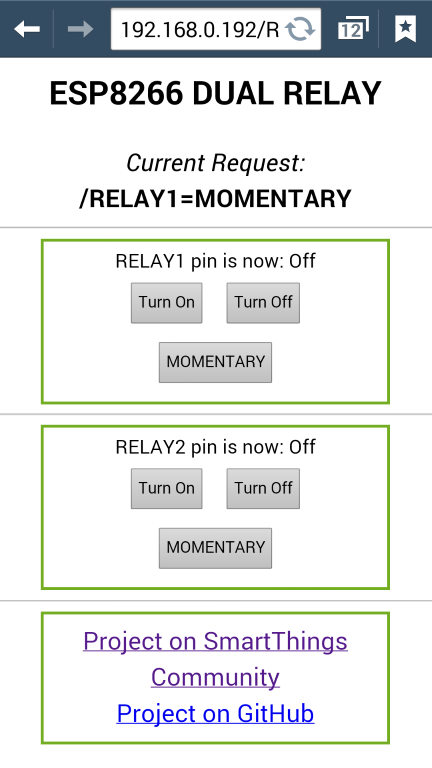 192.168.0.192/R
12
ESP8266 DUAL RELAY
Current Request:
/RELAY1=MOMENTARY
RELAY1 pin is now: Off
Turn On Turn Off
MOMENTARY
RELAY2 pin is now: Off
Turn On Turn Off
MOMENTARY
Project on SmartThings
Community
Project on GitHub